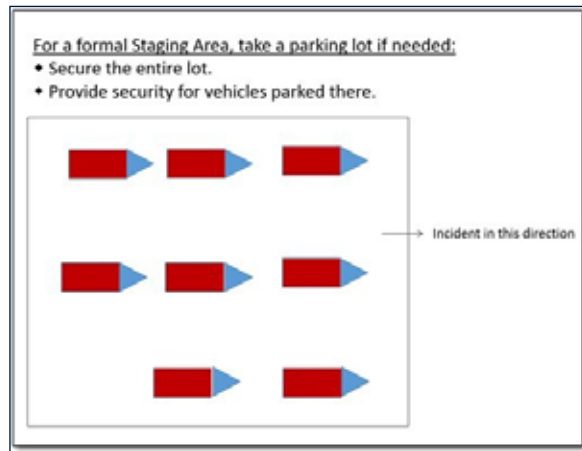 For a formal Staging Area, take a parking lot if needed:
◆ Secure the entire lot.
◆ Provide security for vehicles parked there.
Incident in this direction